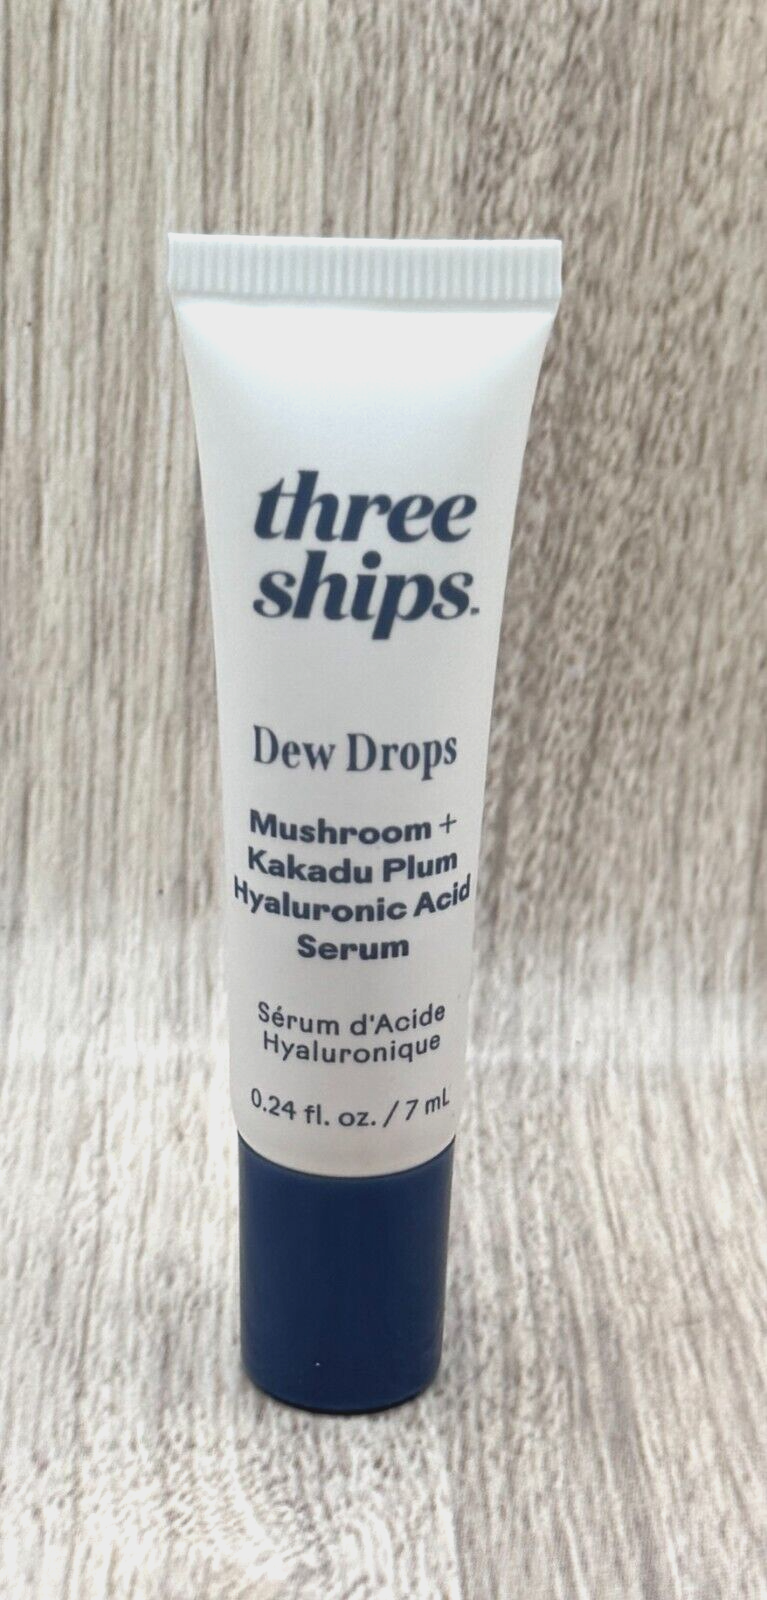 three
ships.™
Dew Drops
Mushroom +
Kakadu Plum
Hyaluronic Acid
Serum
Sérum d'Acide
Hyaluronique
0.24 fl. oz. / 7 mL